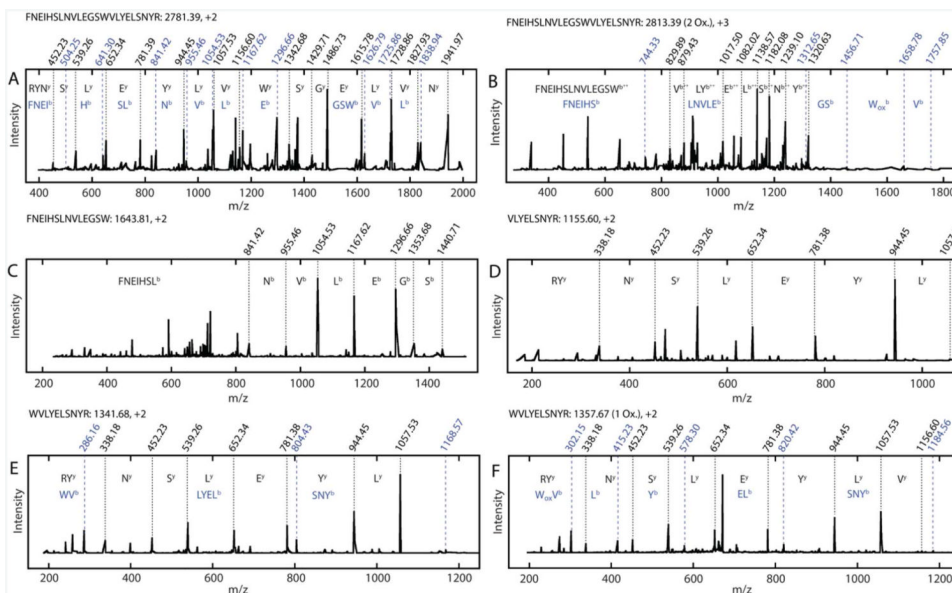 FNEIHSLNVLEGSWVLYELSNYR: 2781.39, +2
452.23 504.25 539.26 641.30 652.34 781.39 841.42 944.45 955.46 1054.53 1057.53 1156.60 1167.62 1296.66 1342.68 1429.71 1486.73 1615.78 1626.79 1725.86 1728.86 1827.93 1838.94 1941.97
A
RYNʸ Sʸ Lʸ Eʸ Yʸ Lʸ Vʸ Wʸ Sʸ Gʸ Eʸ Lʸ Vʸ Nʸ
FNEIᵇ Hᵇ SLᵇ Nᵇ Vᵇ Lᵇ Eᵇ GSWᵇ Vᵇ Lᵇ
Intensity
400 600 800 1000 1200 1400 1600 1800 2000
m/z
FNEIHSLNVLEGSWVLYELSNYR: 2813.39 (2 Ox.), +3
744.33 829.89 879.43 1017.50 1082.02 1138.57 1182.08 1239.10 1312.65 1320.63 1456.71 1658.78 1757.85
B
FNEIHSLNVLEGSWᵇ⁺⁺ Vᵇ⁺⁺ LYᵇ⁺⁺ Eᵇ⁺⁺ Lᵇ⁺⁺ Sᵇ⁺⁺ Nᵇ⁺⁺ Yᵇ⁺⁺
FNEIHSᵇ LNVLEᵇ GSᵇ Wₒₓᵇ Vᵇ
Intensity
400 600 800 1000 1200 1400 1600 1800
m/z
FNEIHSLNVLEGSW: 1643.81, +2
841.42 955.46 1054.53 1167.62 1296.66 1353.68 1440.71
C
FNEIHSLᵇ Nᵇ Vᵇ Lᵇ Eᵇ Gᵇ Sᵇ
Intensity
200 400 600 800 1000 1200 1400
m/z
VLYELSNYR: 1155.60, +2
338.18 452.23 539.26 652.34 781.38 944.45
D
RYʸ Nʸ Sʸ Lʸ Eʸ Yʸ Lʸ
Intensity
200 400 600 800 1000
m/z
WVLYELSNYR: 1341.68, +2
286.16 338.18 452.23 539.26 652.34 781.38 804.43 944.45 1057.53 1168.57
E
RYʸ Nʸ Sʸ Lʸ Eʸ Yʸ Lʸ
WVᵇ LYELᵇ SNYᵇ
Intensity
200 400 600 800 1000 1200
m/z
WVLYELSNYR: 1357.67 (1 Ox.), +2
302.15 338.18 415.23 452.23 539.26 578.30 652.34 781.38 820.42 944.45 1057.53 1156.60 1184.56
F
RYʸ Nʸ Sʸ Lʸ Eʸ Yʸ Lʸ Vʸ
WₒₓVᵇ Lᵇ Yᵇ ELᵇ SNYᵇ
Intensity
200 400 600 800 1000 1200
m/z